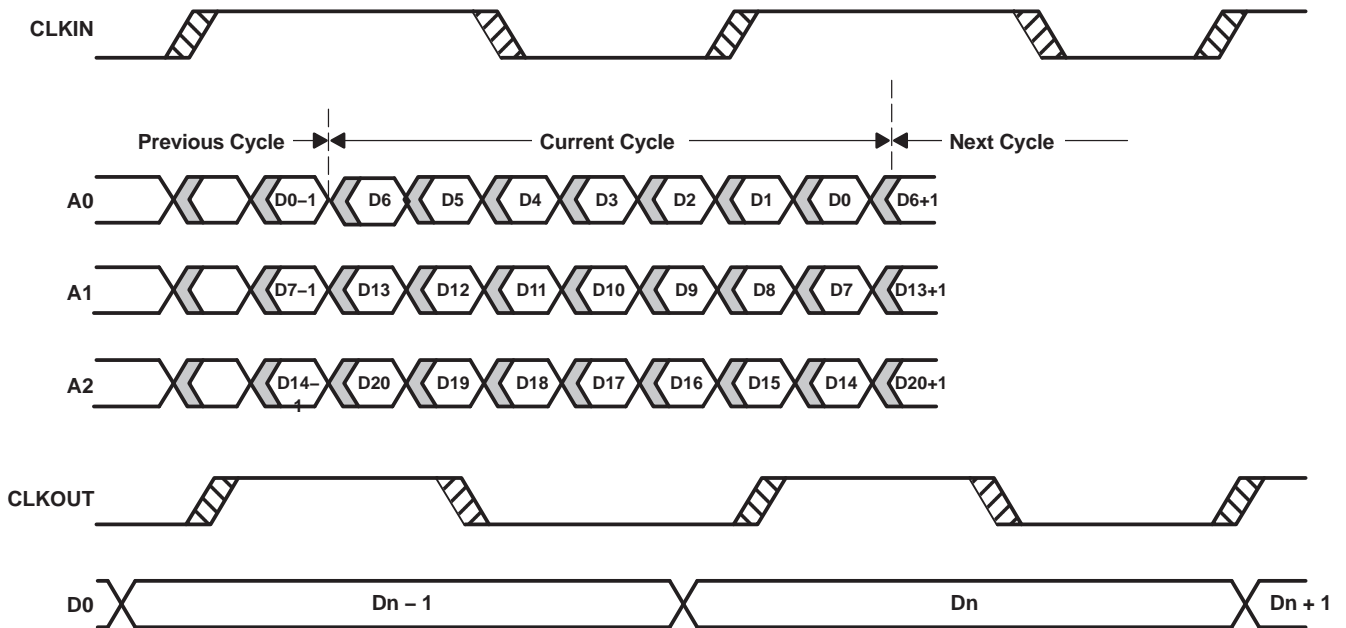 CLKIN
Previous Cycle Current Cycle Next Cycle
A0 D0–1 D6 D5 D4 D3 D2 D1 D0 D6+1
A1 D7–1 D13 D12 D11 D10 D9 D8 D7 D13+1
A2 D14–1 D20 D19 D18 D17 D16 D15 D14 D20+1
CLKOUT
D0 Dn – 1 Dn Dn + 1